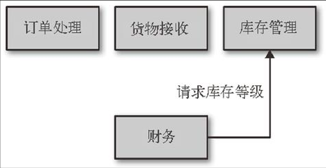 订单处理
货物接收
库存管理
请求库存等级
财务